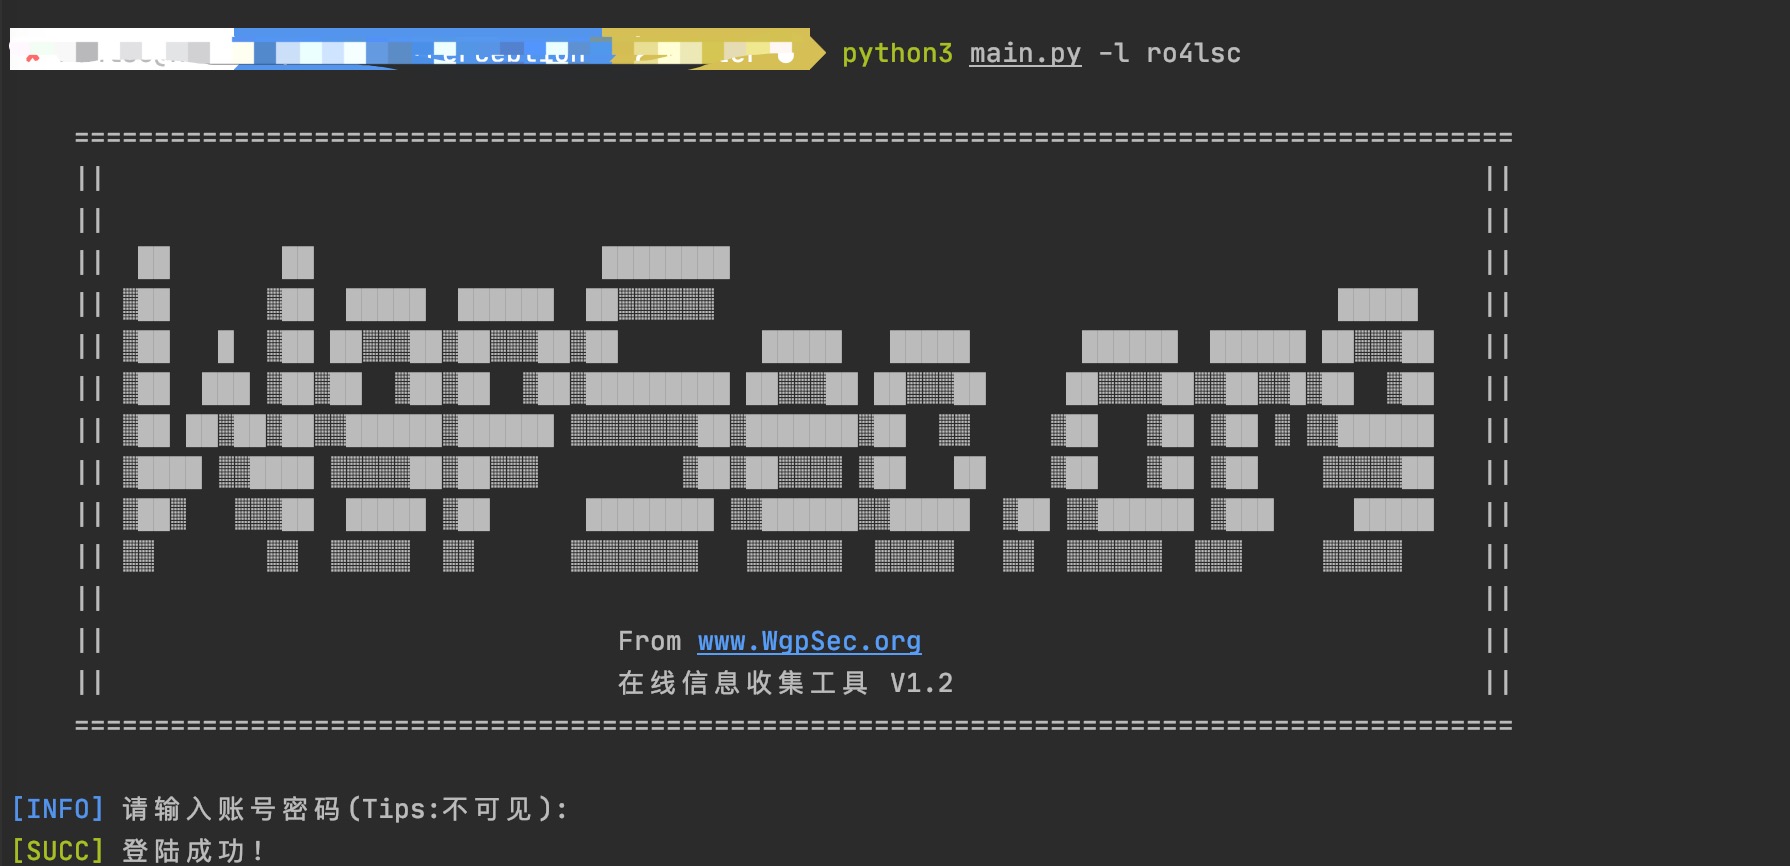 python3 main.py -l ro4lsc
From www.WgpSec.org
在线信息收集工具 V1.2
[INFO] 请输入账号密码(Tips:不可见):
[SUCC] 登陆成功!